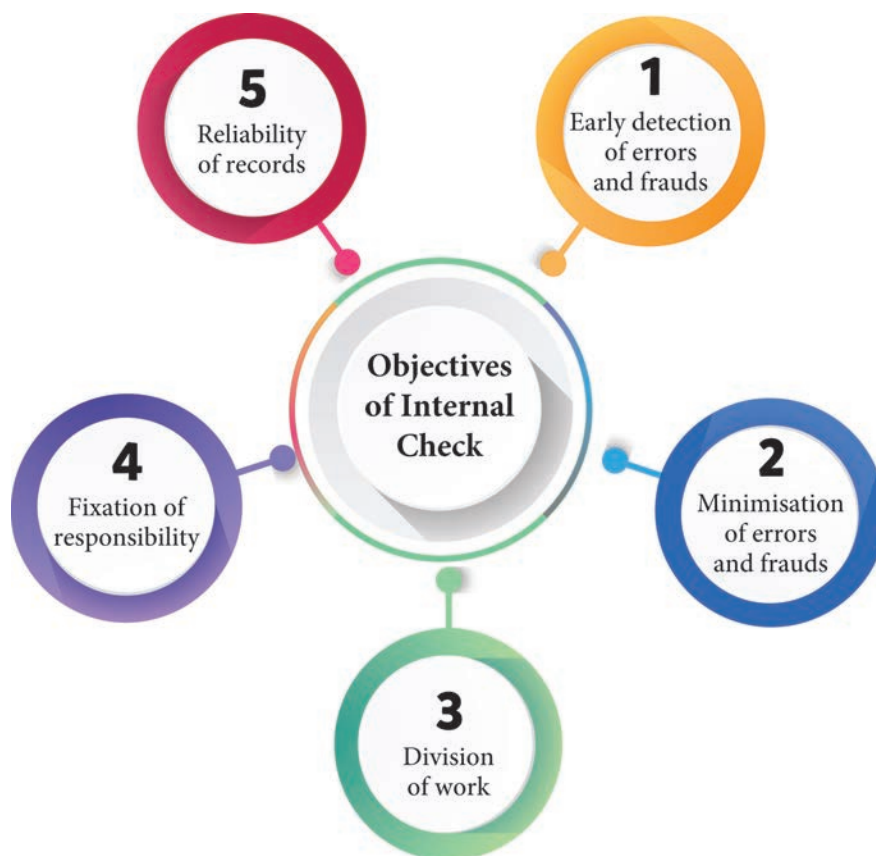 Objectives
of Internal
Check
1
Early detection
of errors
and frauds
2
Minimisation
of errors
and frauds
3
Division
of work
4
Fixation of
responsibility
5
Reliability
of records